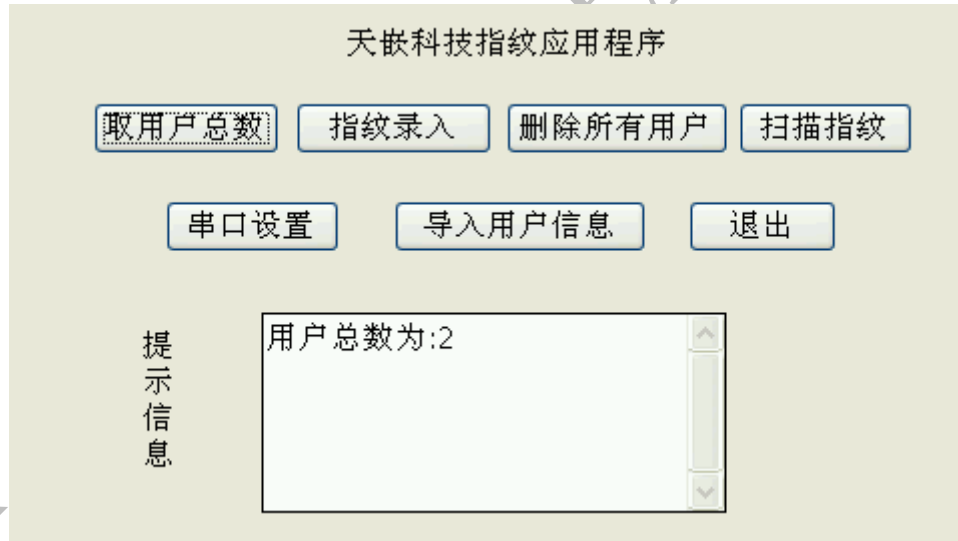 天嵌科技指纹应用程序
取用户总数 指纹录入 删除所有用户 扫描指纹
串口设置 导入用户信息 退出
提示信息
用户总数为:2